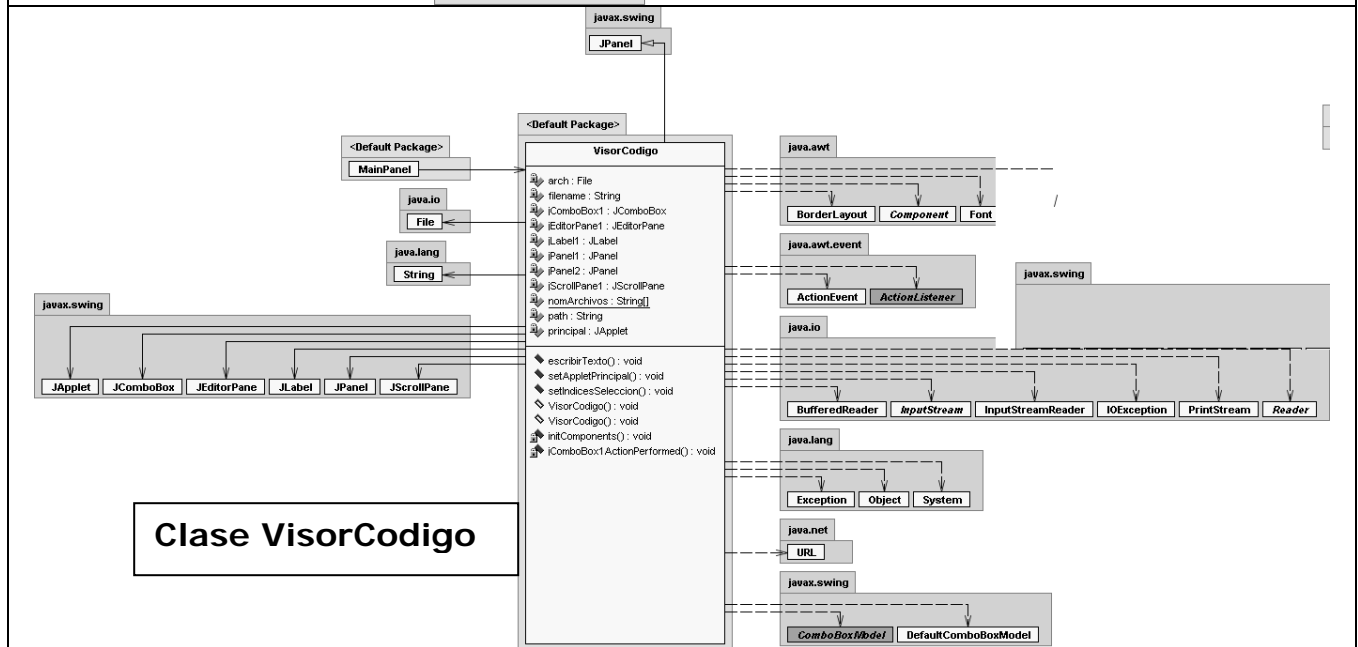 javax.swing
JPanel
<Default Package>
MainPanel
java.io
File
java.lang
String
javax.swing
JApplet JComboBox JEditorPane JLabel JPanel JScrollPane
<Default Package>
VisorCodigo
arch : File
filename : String
jComboBox1 : JComboBox
jEditorPane1 : JEditorPane
jLabel1 : JLabel
jPanel1 : JPanel
jPanel2 : JPanel
jScrollPane1 : JScrollPane
nomArchivos : String[]
path : String
principal : JApplet
escribirTexto() : void
setAppletPrincipal() : void
setIndicesSeleccion() : void
VisorCodigo() : void
VisorCodigo() : void
initComponents() : void
jComboBox1ActionPerformed() : void
java.awt
BorderLayout Component Font
/
java.awt.event
ActionEvent ActionListener
javax.swing
java.io
BufferedReader InputStream InputStreamReader IOException PrintStream Reader
java.lang
Exception Object System
java.net
URL
javax.swing
ComboBoxModel DefaultComboBoxModel
Clase VisorCodigo